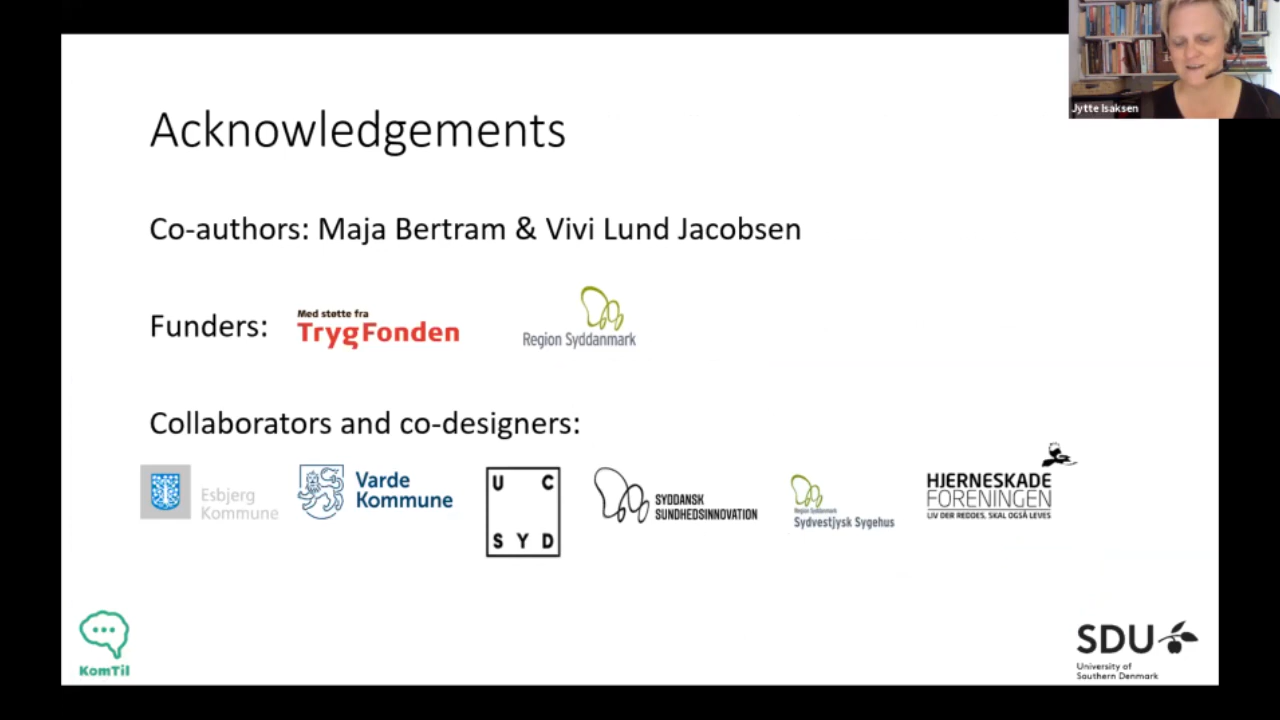 Jytte Isaksen
Acknowledgements
Co-authors: Maja Bertram & Vivi Lund Jacobsen
Funders:
Med støtte fra
TrygFonden
Region Syddanmark
Collaborators and co-designers:
Esbjerg
Kommune
Varde
Kommune
U C
S Y D
SYDDANSK
SUNDHEDSINNOVATION
Region Syddanmark
Sydvestjysk Sygehus
HJERNESKADE
FORENINGEN
LIV DER REDDES, SKAL OGSÅ LEVES
KomTil
SDU
University of
Southern Denmark